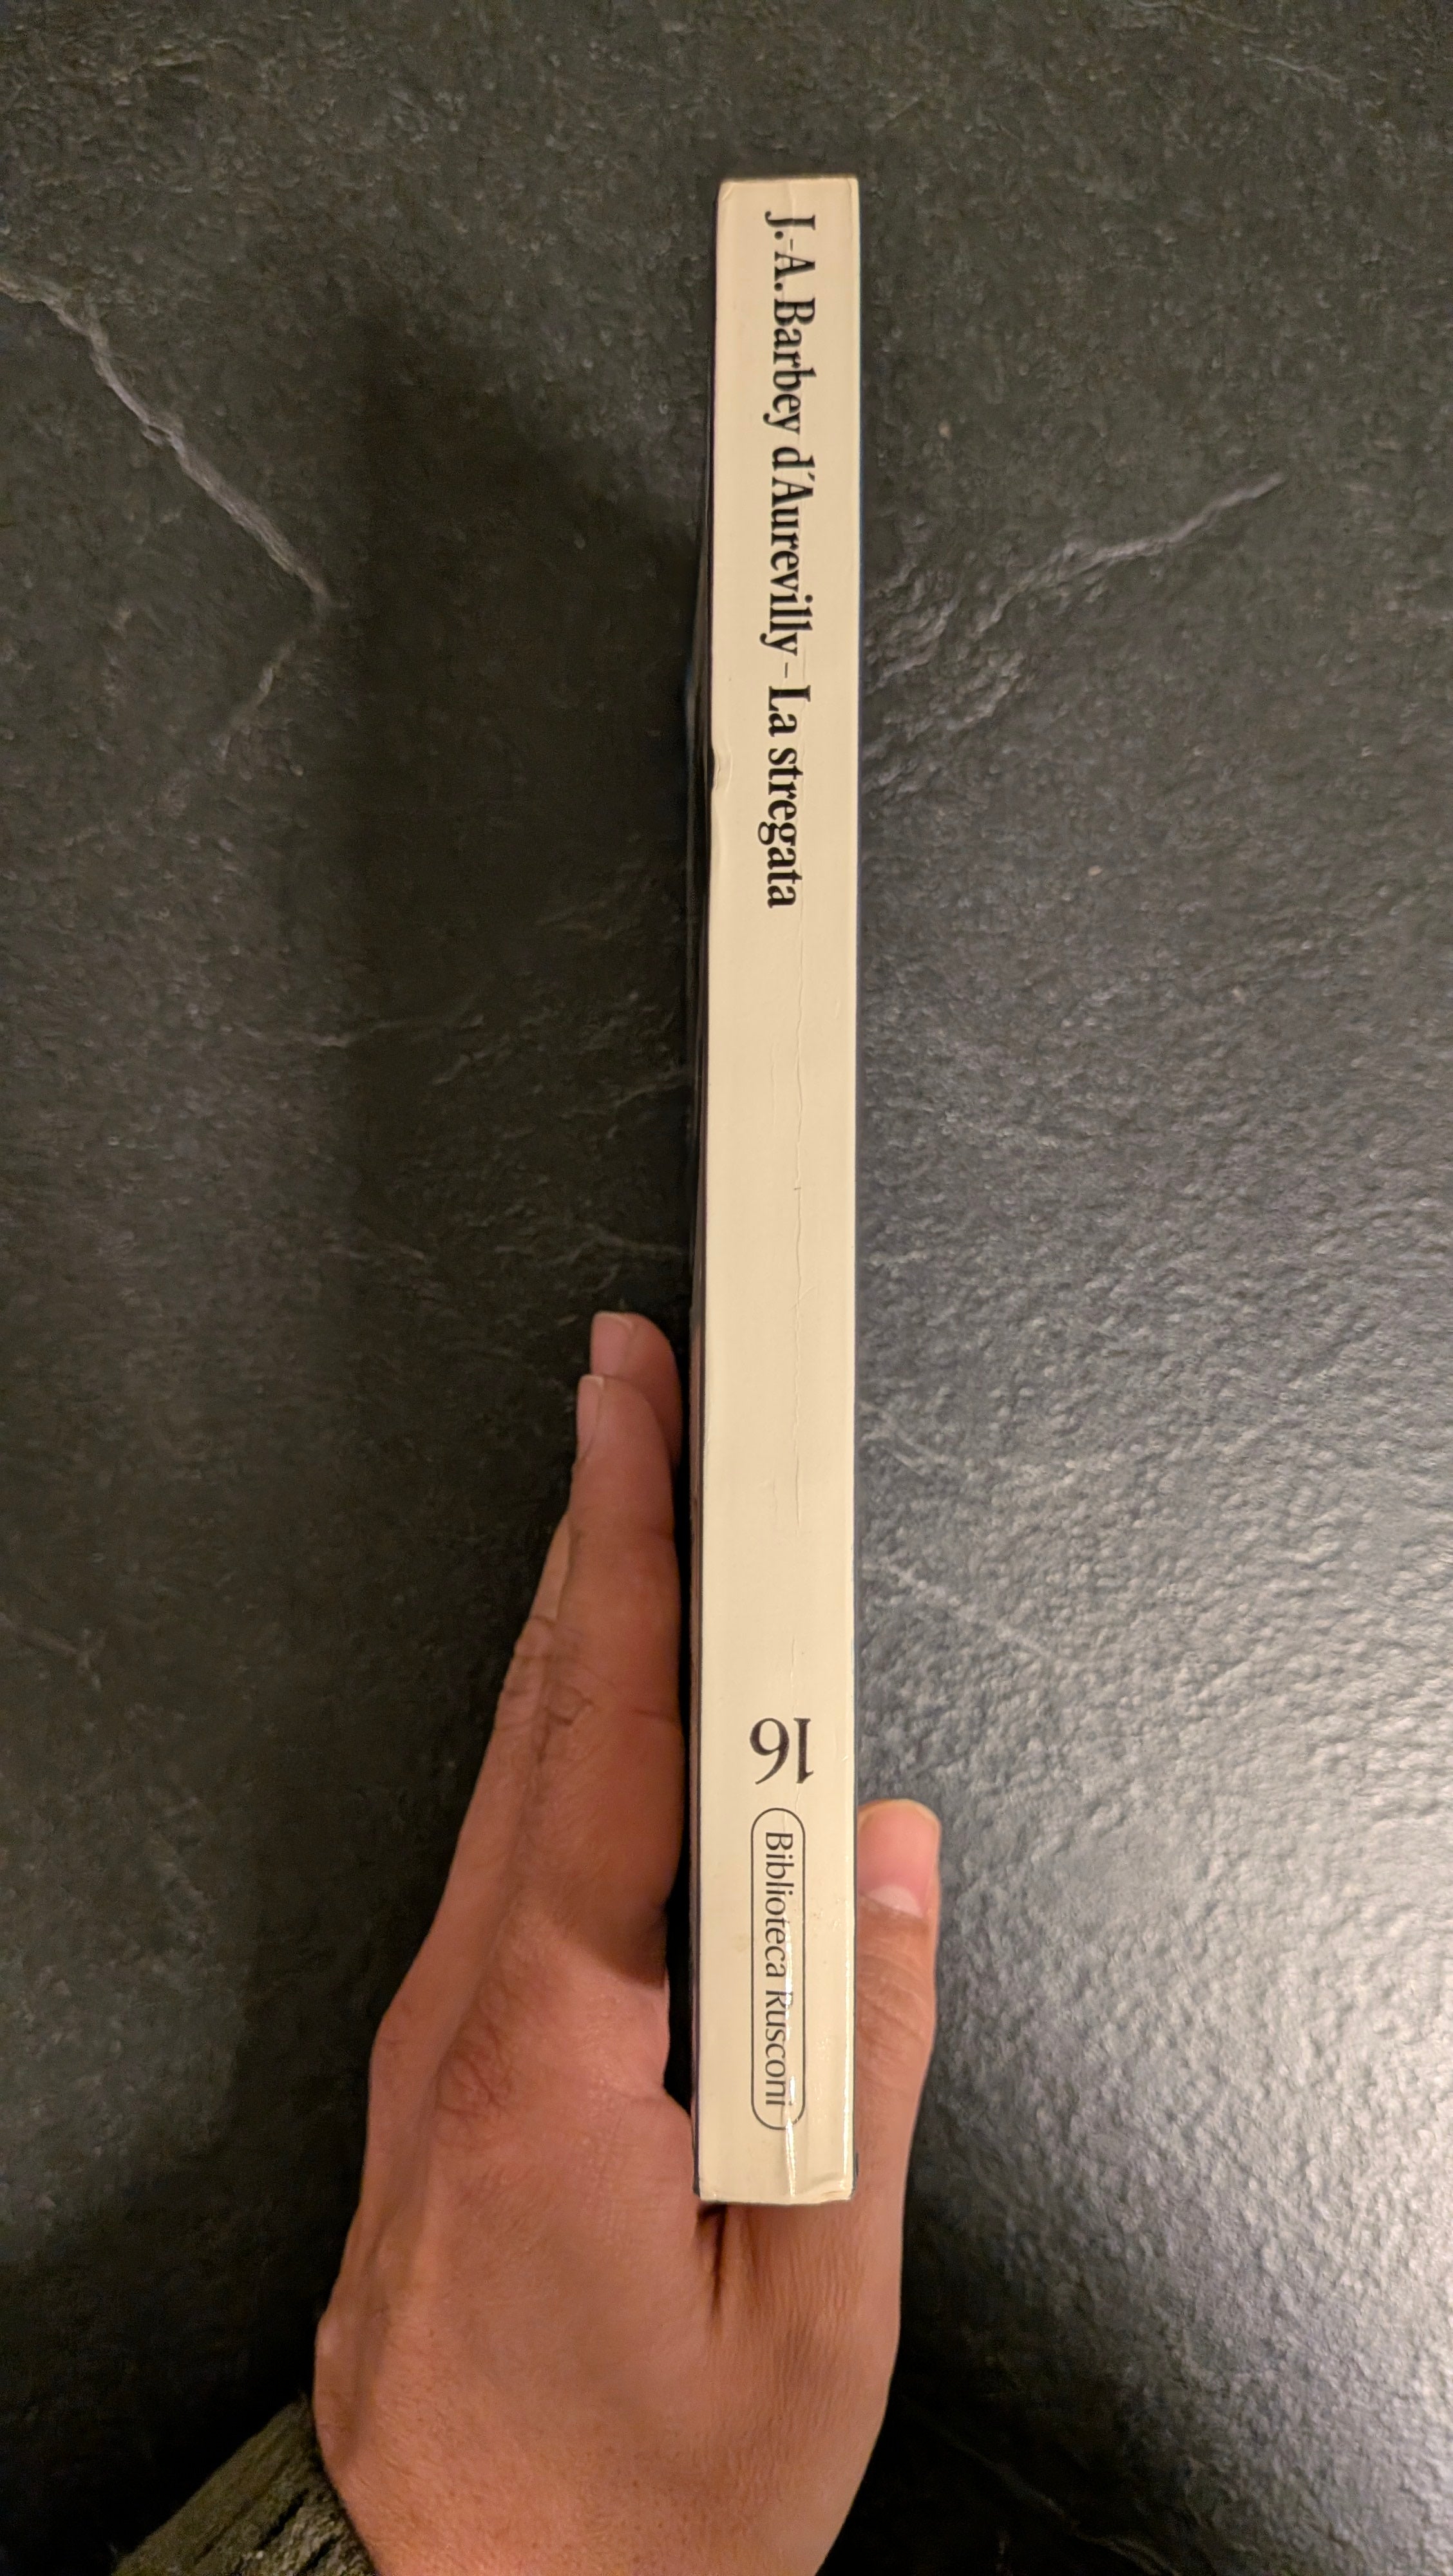 J.-A. Barbey d'Aurevilly - La stregata
16
Biblioteca Rusconi